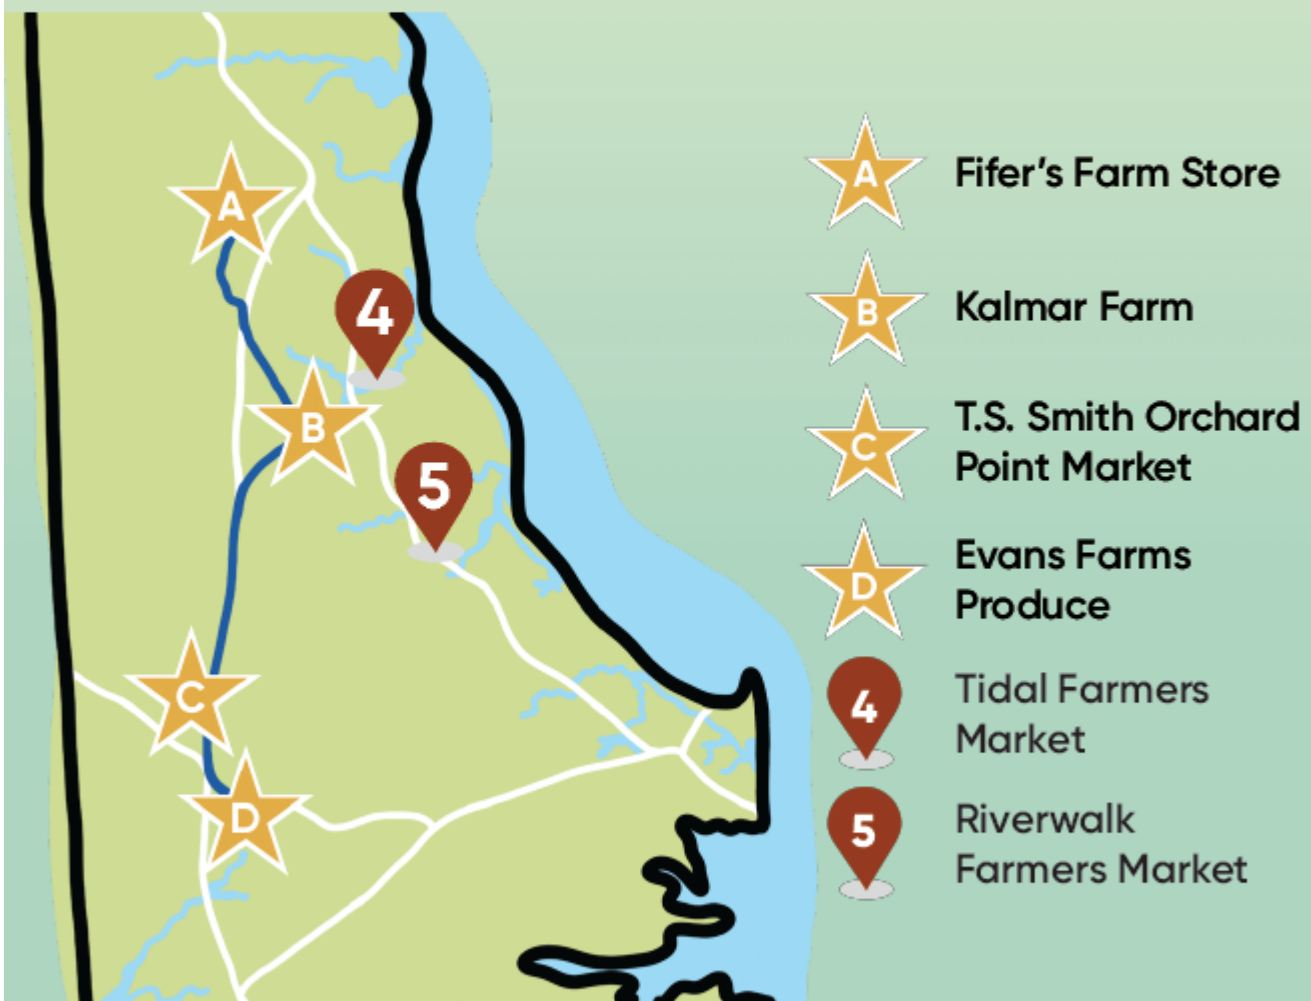 A
4
B
5
C
D
A
Fifer's Farm Store
B
Kalmar Farm
C
T.S. Smith Orchard
Point Market
D
Evans Farms
Produce
4
Tidal Farmers
Market
5
Riverwalk
Farmers Market